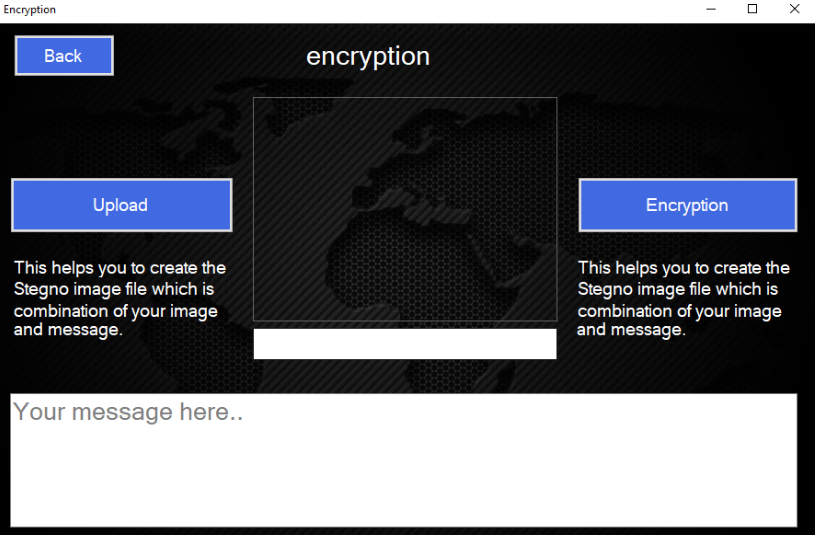 Encryption
Back
encryption
Upload
Encryption
This helps you to create the
Stegno image file which is
combination of your image
and message.
This helps you to create the
Stegno image file which is
combination of your image
and message.
Your message here..